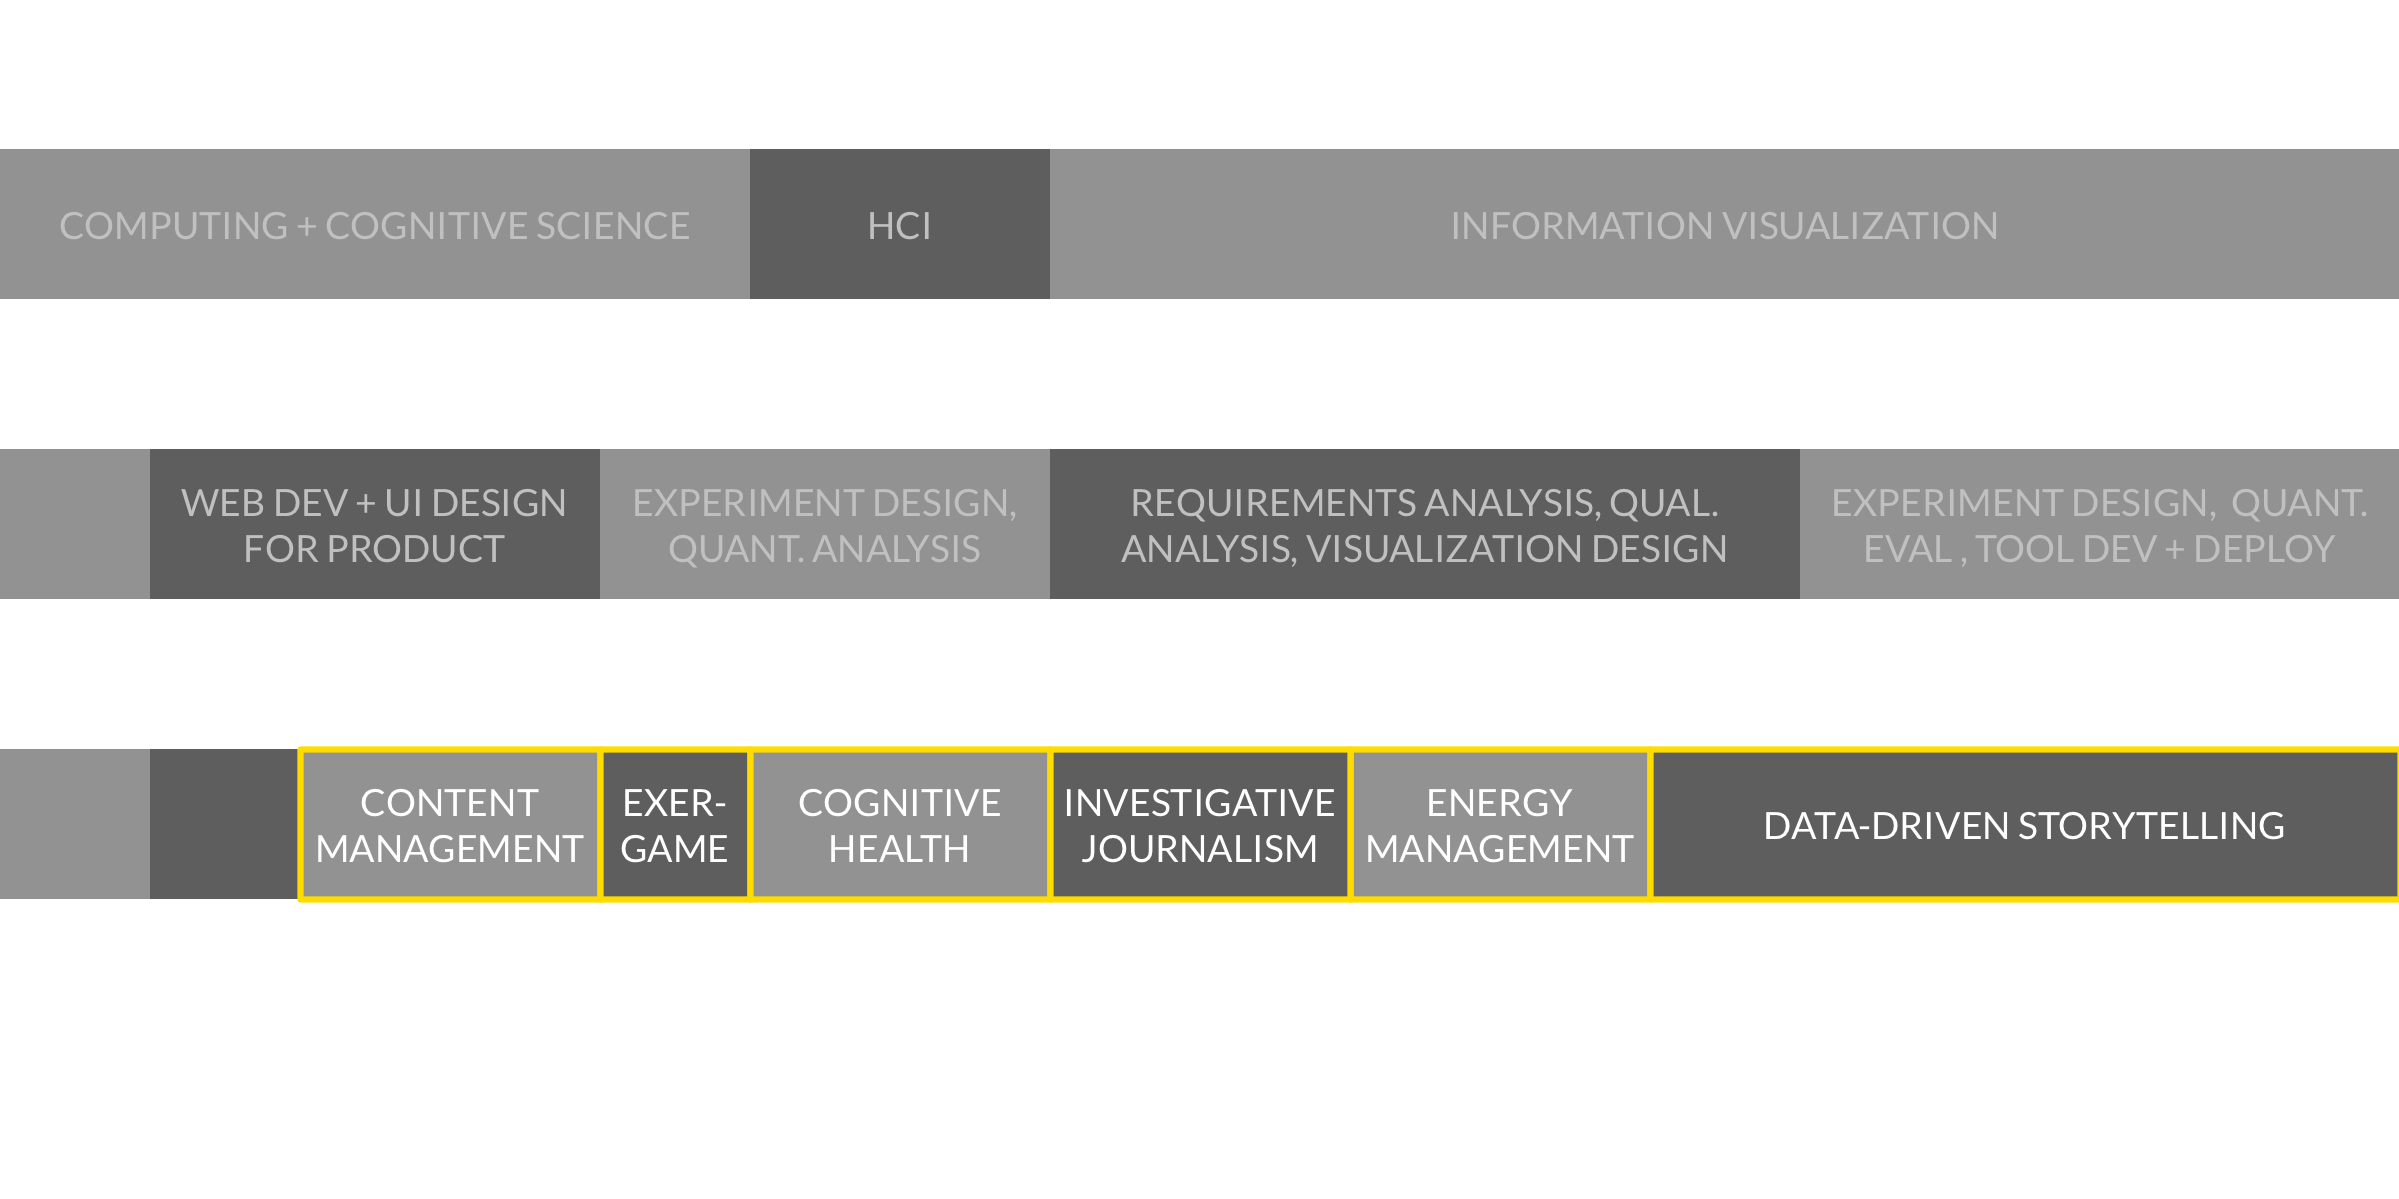 COMPUTING + COGNITIVE SCIENCE
HCI
INFORMATION VISUALIZATION
WEB DEV + UI DESIGN
FOR PRODUCT
EXPERIMENT DESIGN,
QUANT. ANALYSIS
REQUIREMENTS ANALYSIS, QUAL.
ANALYSIS, VISUALIZATION DESIGN
EXPERIMENT DESIGN, QUANT.
EVAL , TOOL DEV + DEPLOY
CONTENT
MANAGEMENT
EXER-
GAME
COGNITIVE
HEALTH
INVESTIGATIVE
JOURNALISM
ENERGY
MANAGEMENT
DATA-DRIVEN STORYTELLING